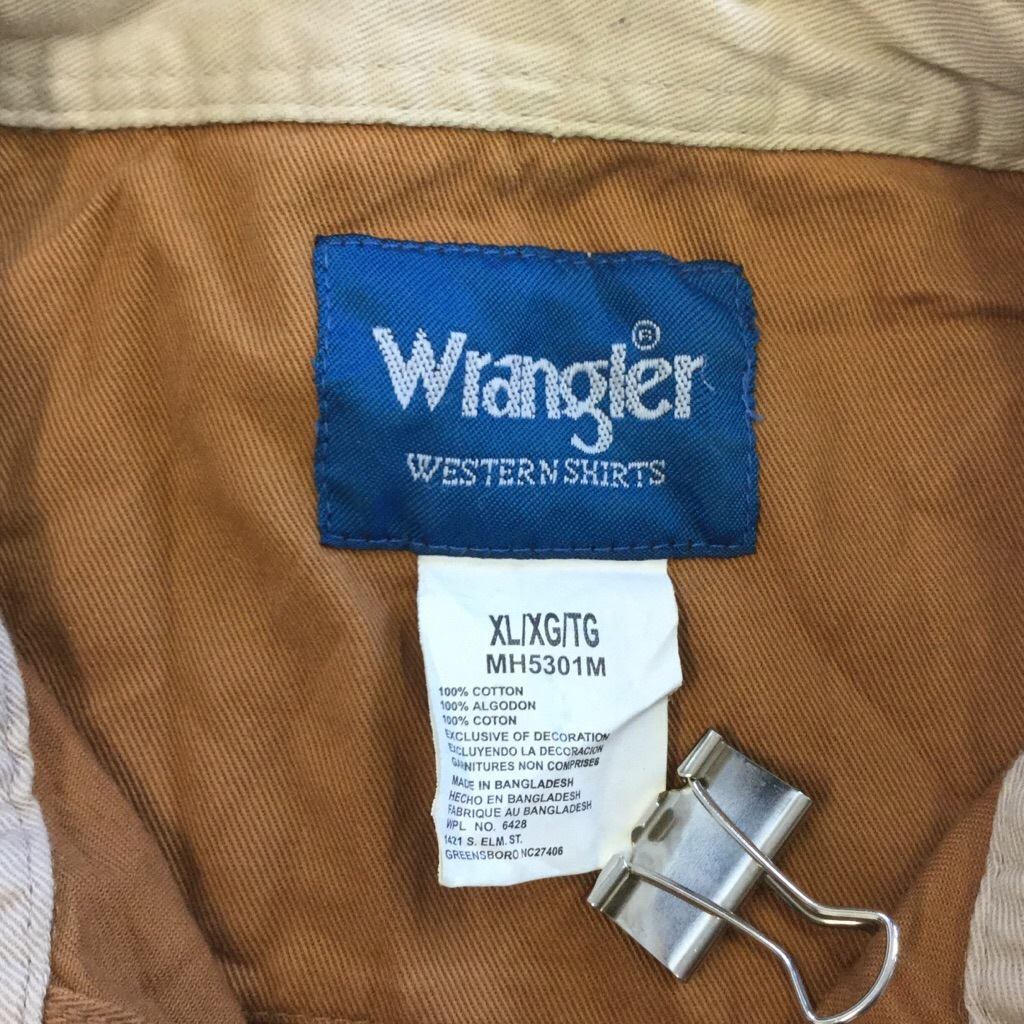 Wrangler®
WESTERN SHIRTS
XL/XG/TG
MH5301M
100% COTTON
100% ALGODON
100% COTON
EXCLUSIVE OF DECORATION
EXCLUYENDO LA DECORACION
GARNITURES NON COMPRISES
MADE IN BANGLADESH
HECHO EN BANGLADESH
FABRIQUE AU BANGLADESH
WPL NO. 6428
1421 S. ELM. ST.
GREENSBORO NC27406